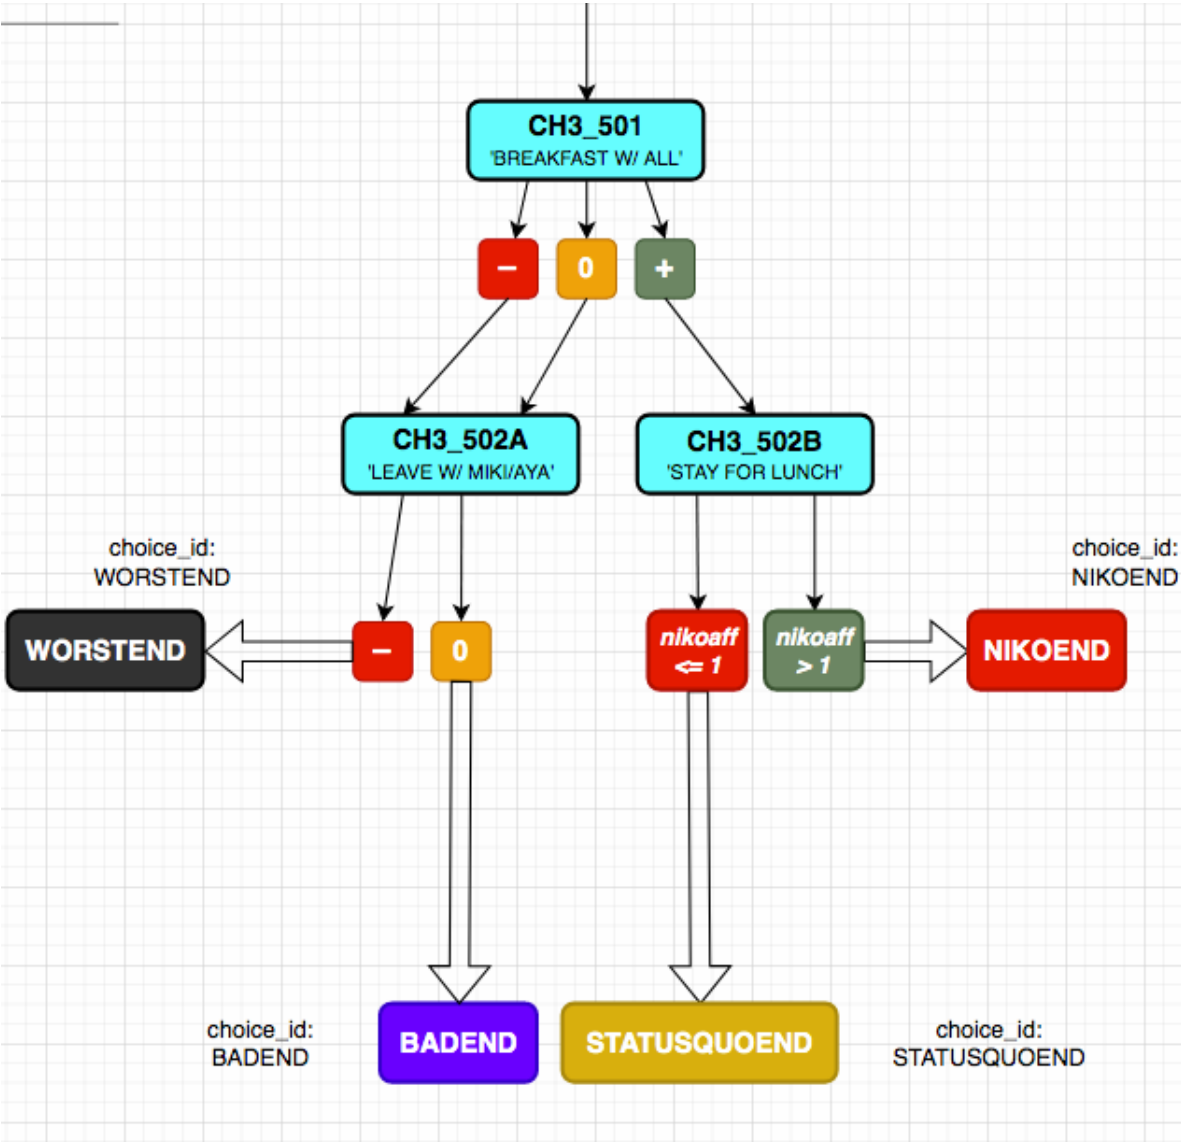 CH3_501
'BREAKFAST W/ ALL'
−
0
+
CH3_502A
'LEAVE W/ MIKI/AYA'
CH3_502B
'STAY FOR LUNCH'
choice_id:
WORSTEND
choice_id:
NIKOEND
WORSTEND
−
0
nikoaff
<= 1
nikoaff
> 1
NIKOEND
choice_id:
BADEND
BADEND
STATUSQUOEND
choice_id:
STATUSQUOEND